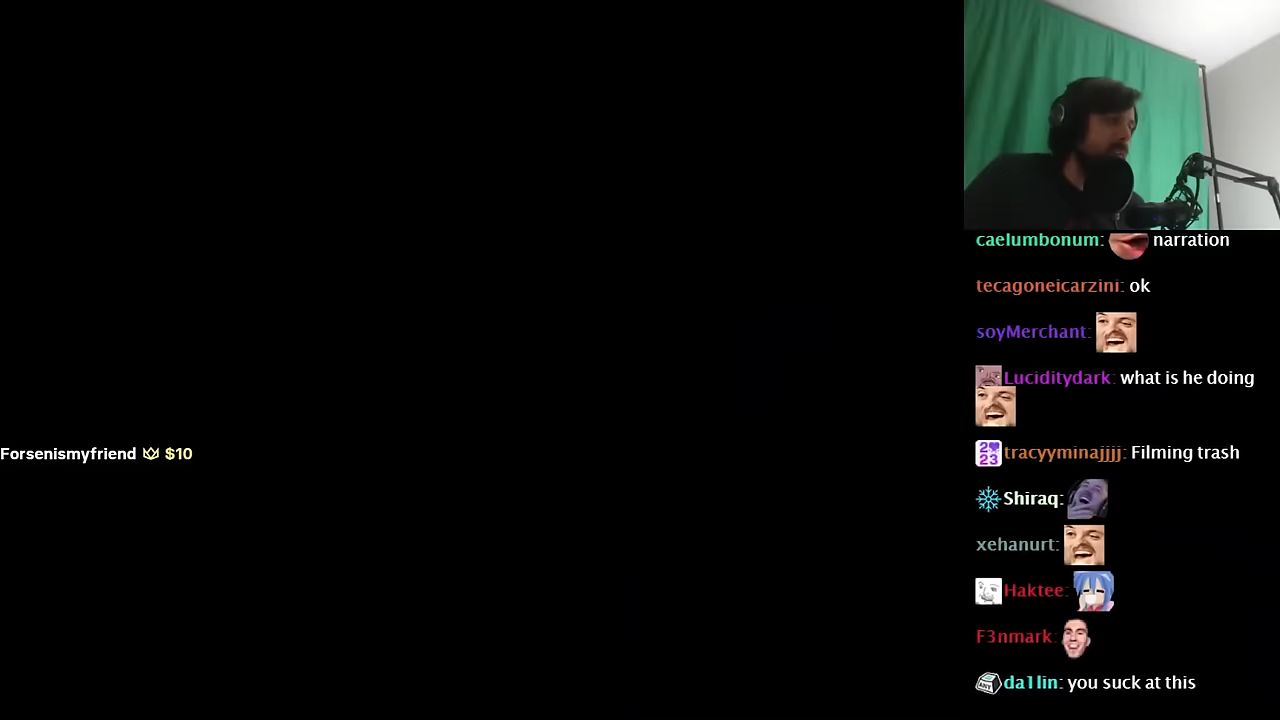 caelumbonum: narration
tecagoneicarzini: ok
soyMerchant:
Luciditydark: what is he doing
Forsenismyfriend $10
2023 tracyyminajjjj: Filming trash
Shiraq:
xehanurt:
Haktee:
F3nmark:
da1lin: you suck at this